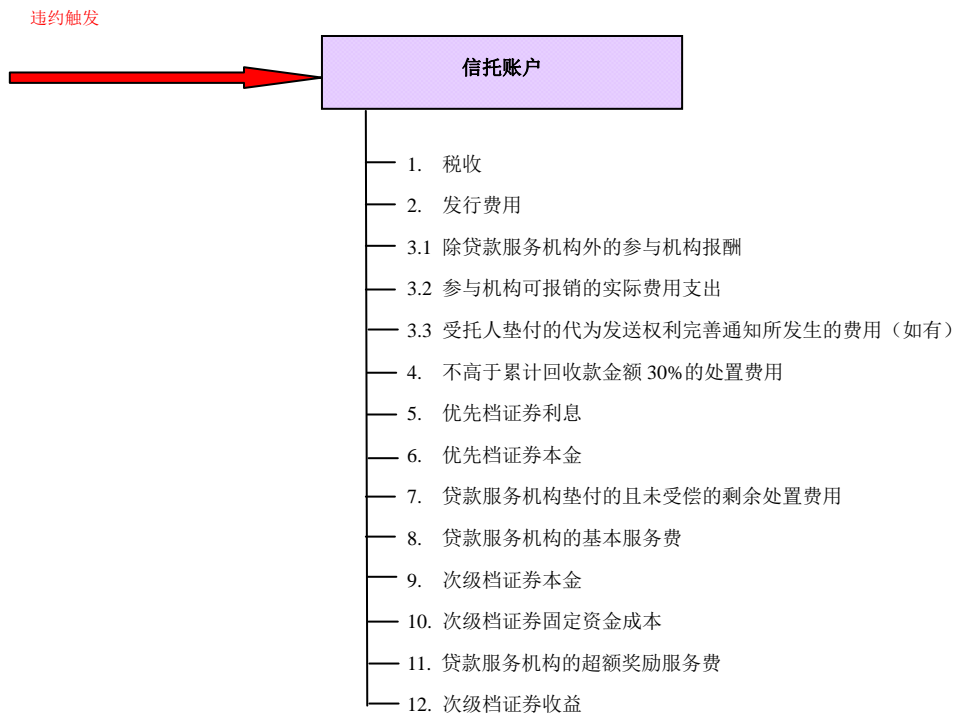 违约触发
信托账户
1. 税收
2. 发行费用
3.1 除贷款服务机构外的参与机构报酬
3.2 参与机构可报销的实际费用支出
3.3 受托人垫付的代为发送权利完善通知所发生的费用（如有）
4. 不高于累计回收款金额 30%的处置费用
5. 优先档证券利息
6. 优先档证券本金
7. 贷款服务机构垫付的且未受偿的剩余处置费用
8. 贷款服务机构的基本服务费
9. 次级档证券本金
10. 次级档证券固定资金成本
11. 贷款服务机构的超额奖励服务费
12. 次级档证券收益